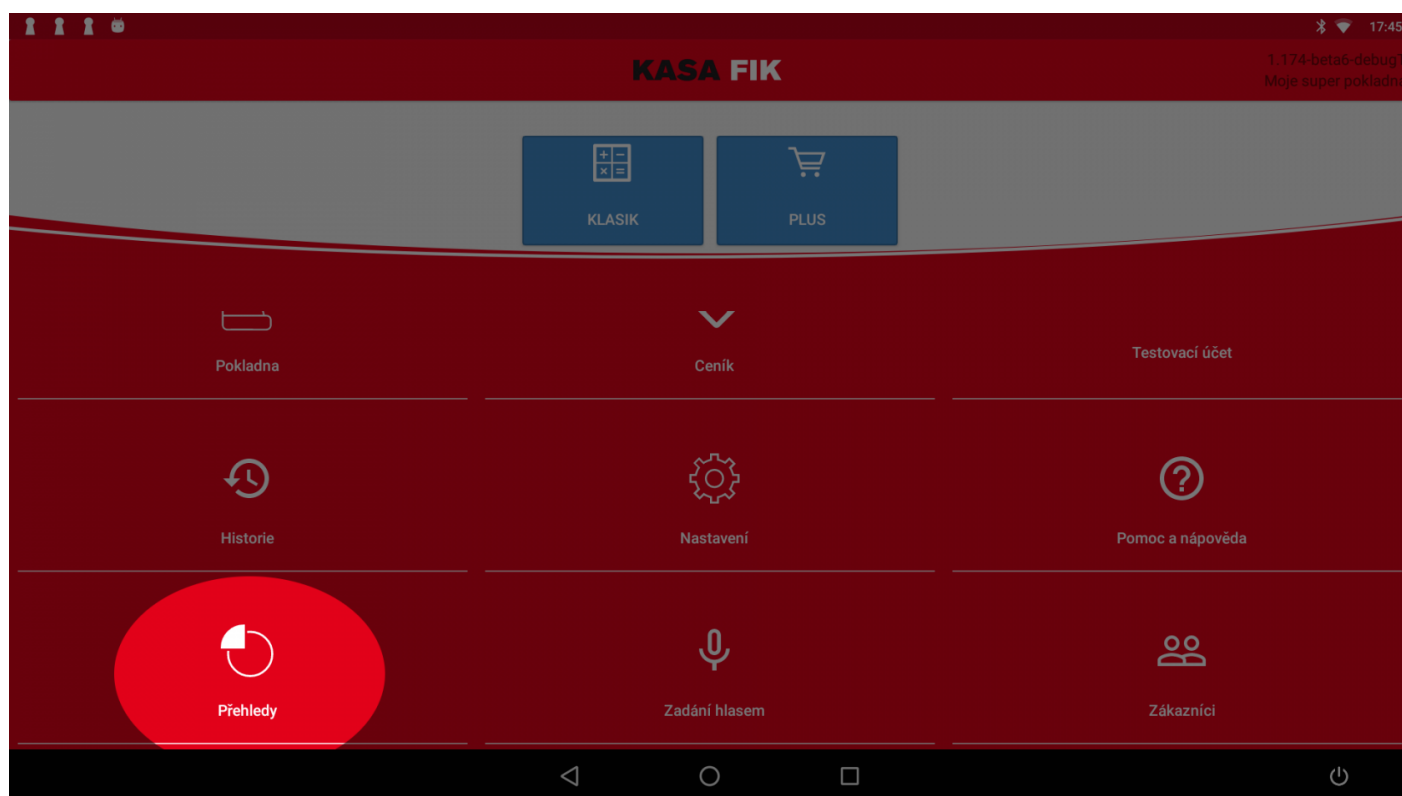 17:45
KASA FIK
1.174-beta6-debug
Moje super pokladn
KLASIK
PLUS
Pokladna
Ceník
Testovací účet
Historie
Nastavení
Pomoc a nápověda
Přehledy
Zadání hlasem
Zákazníci